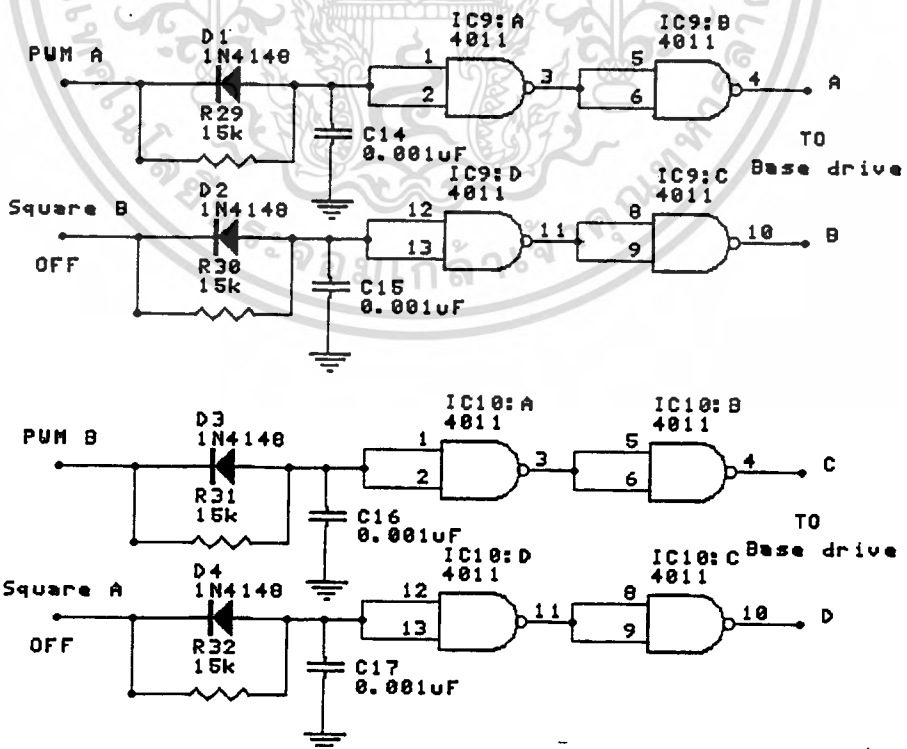 IC9:A
4011
IC9:B
4011
PWM A
D1
1N4148
1
2
3
5
6
4
A
R29
15k
C14
0.001uF
TO
Base drive
Square B
OFF
D2
1N4148
IC9:D
4011
IC9:C
4011
12
13
11
8
9
10
B
R30
15k
C15
0.001uF
IC10:A
4011
IC10:B
4011
PWM B
D3
1N4148
1
2
3
5
6
4
C
R31
15k
C16
0.001uF
TO
Base drive
Square A
OFF
D4
1N4148
IC10:D
4011
IC10:C
4011
12
13
11
8
9
10
D
R32
15k
C17
0.001uF